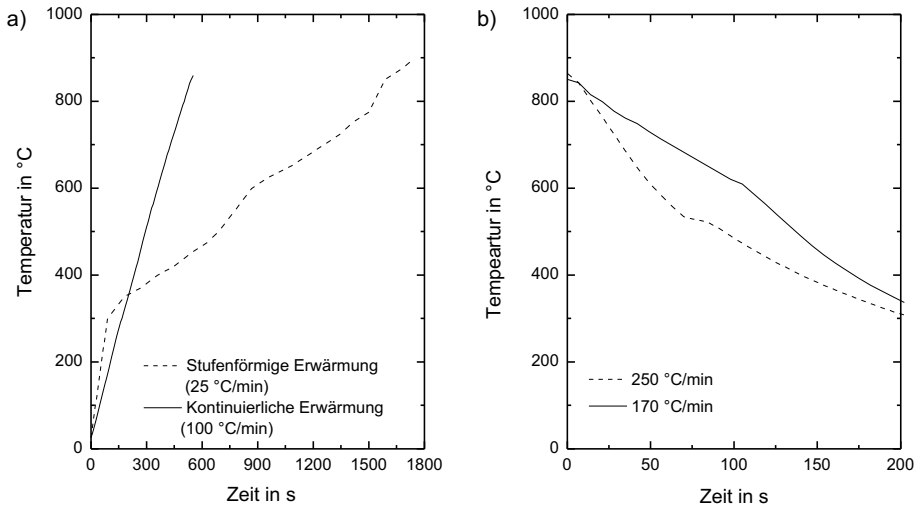 a)
1000
800
600
400
200
0
Temperatur in °C
0 300 600 900 1200 1500 1800
Zeit in s
Stufenförmige Erwärmung
(25 °C/min)
Kontinuierliche Erwärmung
(100 °C/min)
b)
1000
800
600
400
200
0
Tempeartur in °C
0 50 100 150 200
Zeit in s
250 °C/min
170 °C/min